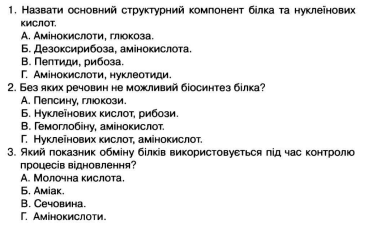 1. Назвати основний структурний компонент білка та нуклеїнових
кислот.
А. Амінокислоти, глюкоза.
Б. Дезоксирибоза, амінокислота.
В. Пептиди, рибоза.
Г. Амінокислоти, нуклеотиди.
2. Без яких речовин не можливий біосинтез білка?
А. Пепсину, глюкози.
Б. Нуклеїнових кислот, рибози.
В. Гемоглобіну, амінокислот.
Г. Нуклеїнових кислот, амінокислот.
3. Який показник обміну білків використовується під час контролю
процесів відновлення?
А. Молочна кислота.
Б. Аміак.
В. Сечовина.
Г. Амінокислоти.